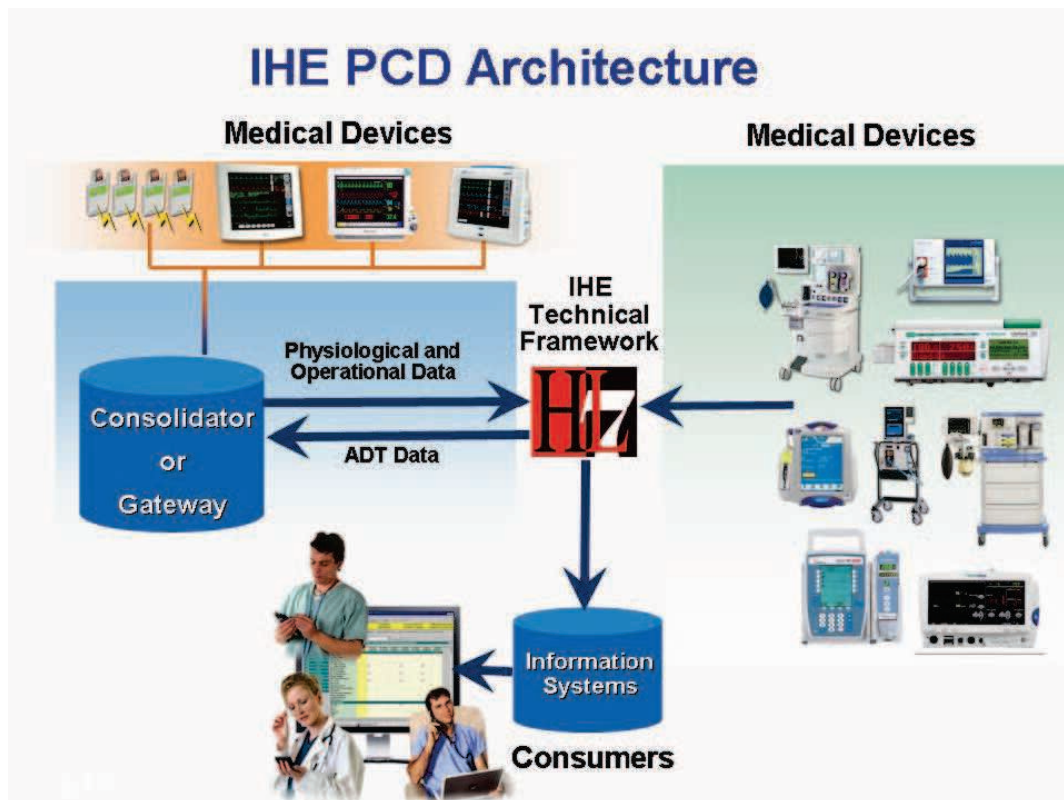 IHE PCD Architecture
Medical Devices
Medical Devices
IHE
Technical
Framework
HL7
Physiological and
Operational Data
ADT Data
Consolidator
or
Gateway
Information
Systems
Consumers